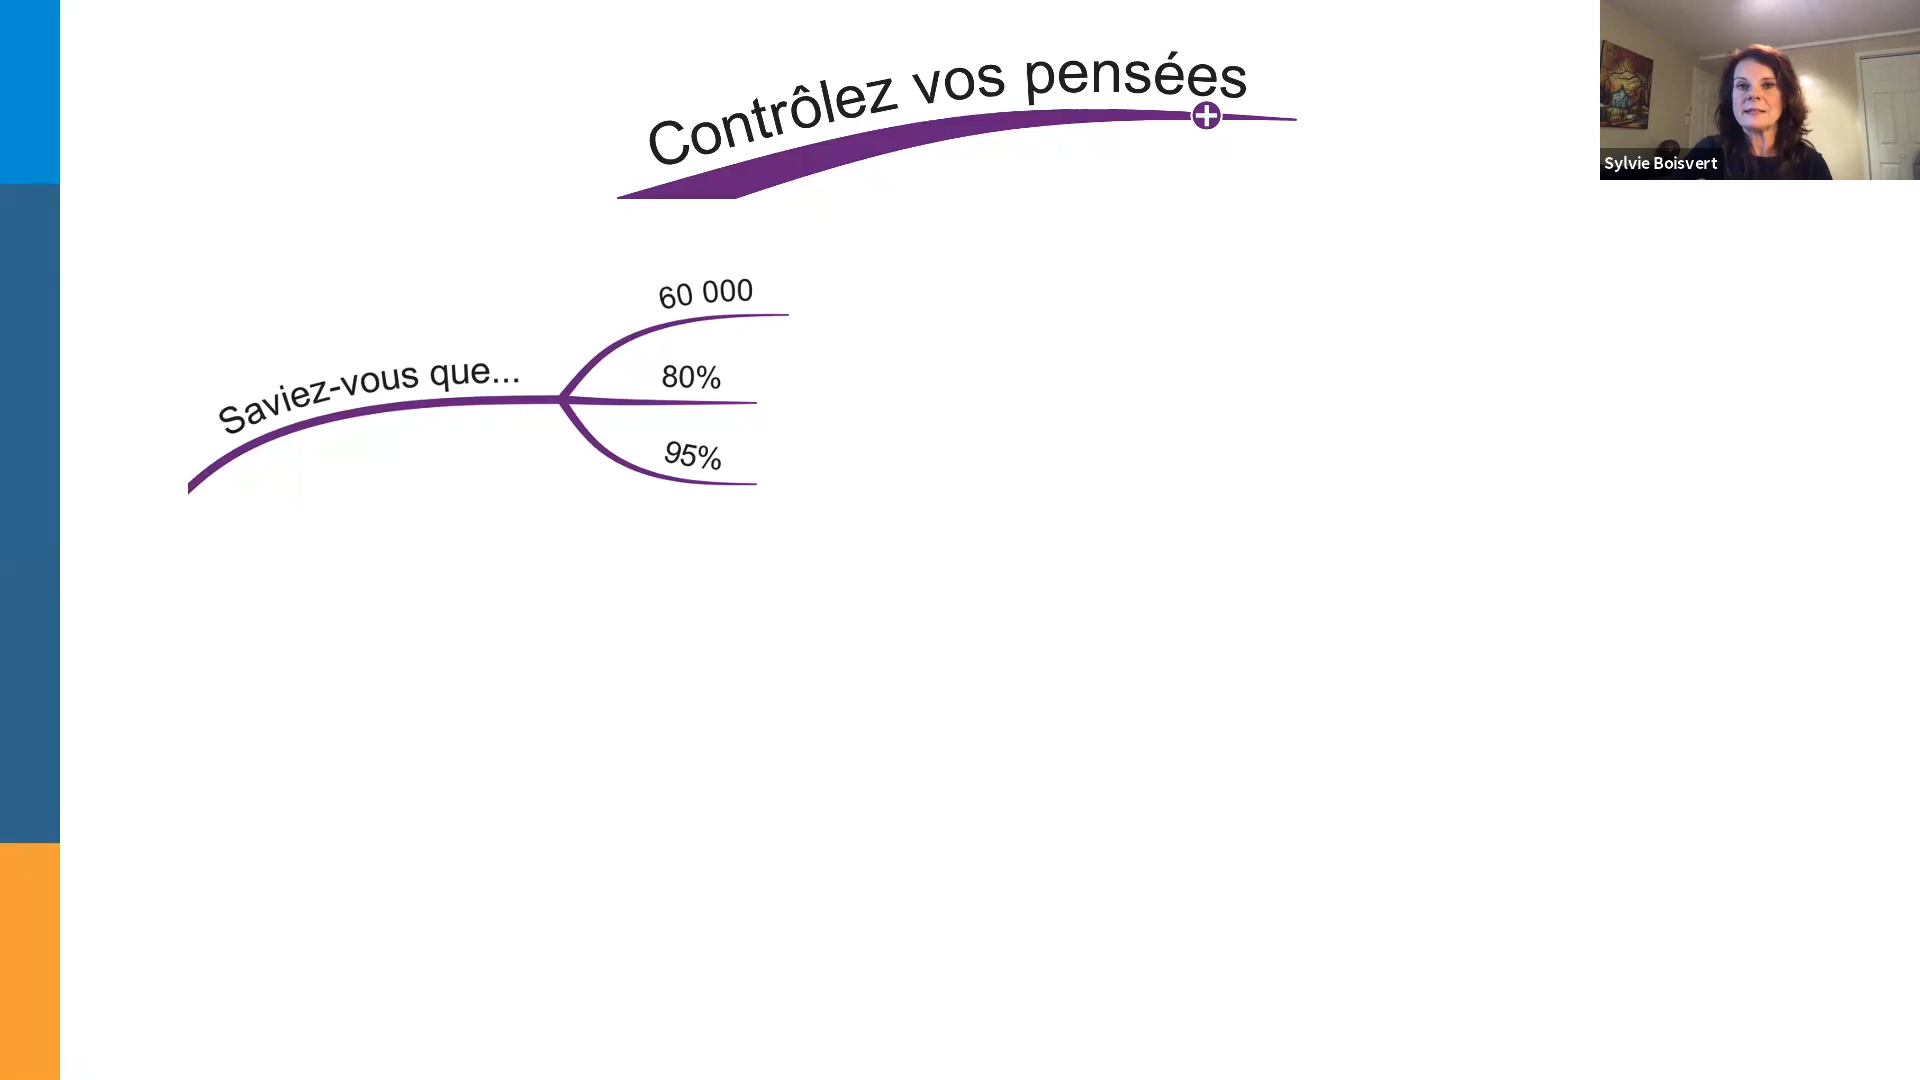 Contrôlez vos pensées
Sylvie Boisvert
Saviez-vous que...
60 000
80%
95%